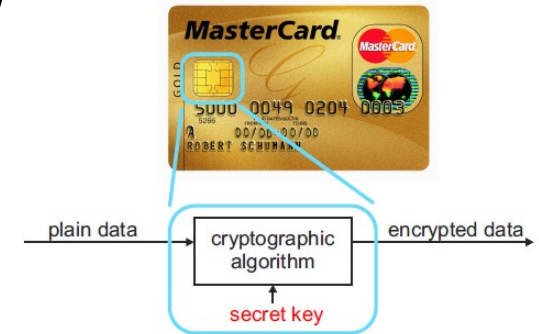 MasterCard.
MasterCard
GOLD
5000 0049 0204 0003
5266
A 00/00-00/00
ROBERT SCHUMANN
plain data
cryptographic
algorithm
encrypted data
secret key